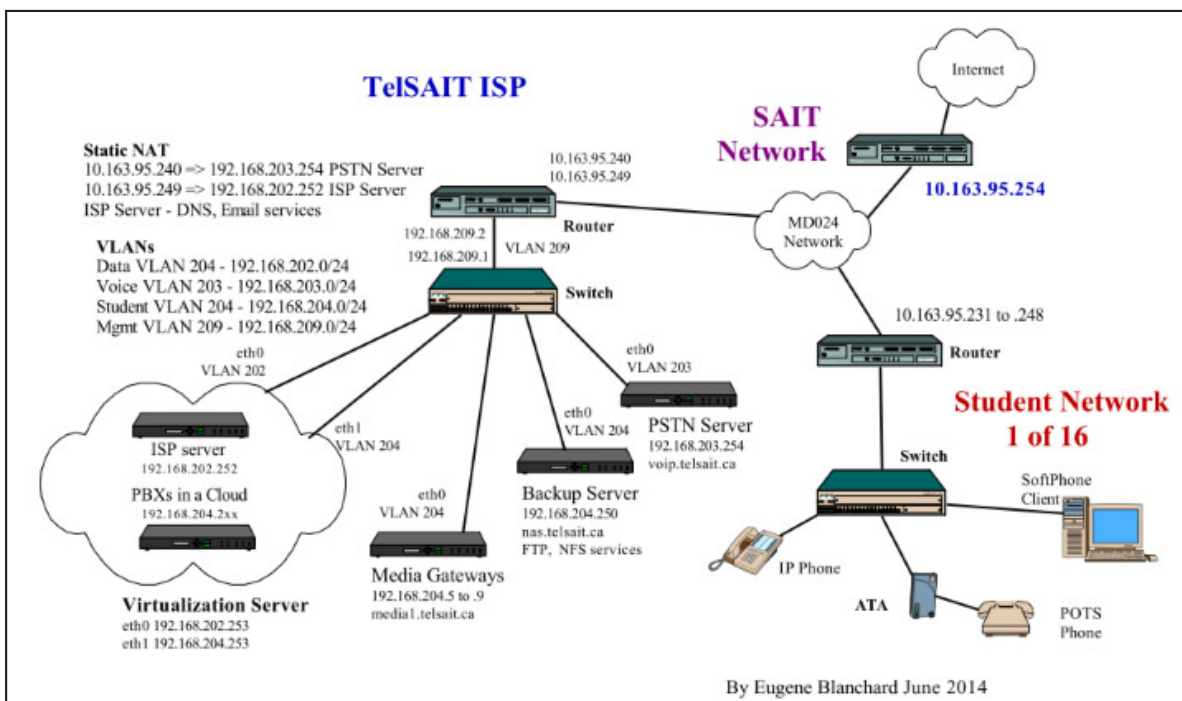 TelSAIT ISP
Internet
SAIT
Network
10.163.95.254
Static NAT
10.163.95.240 => 192.168.203.254 PSTN Server
10.163.95.249 => 192.168.202.252 ISP Server
ISP Server - DNS, Email services
10.163.95.240
10.163.95.249
Router
MD024
Network
192.168.209.2
VLAN 209
192.168.209.1
Switch
VLANs
Data VLAN 204 - 192.168.202.0/24
Voice VLAN 203 - 192.168.203.0/24
Student VLAN 204 - 192.168.204.0/24
Mgmt VLAN 209 - 192.168.209.0/24
10.163.95.231 to .248
Router
eth0
VLAN 202
eth1
VLAN 204
eth0
VLAN 204
eth0
VLAN 204
eth0
VLAN 203
ISP server
192.168.202.252
PBXs in a Cloud
192.168.204.2xx
Virtualization Server
eth0 192.168.202.253
eth1 192.168.204.253
Media Gateways
192.168.204.5 to .9
media1.telsait.ca
Backup Server
192.168.204.250
nas.telsait.ca
FTP, NFS services
PSTN Server
192.168.203.254
voip.telsait.ca
Student Network
1 of 16
Switch
SoftPhone
Client
IP Phone
ATA
POTS
Phone
By Eugene Blanchard June 2014